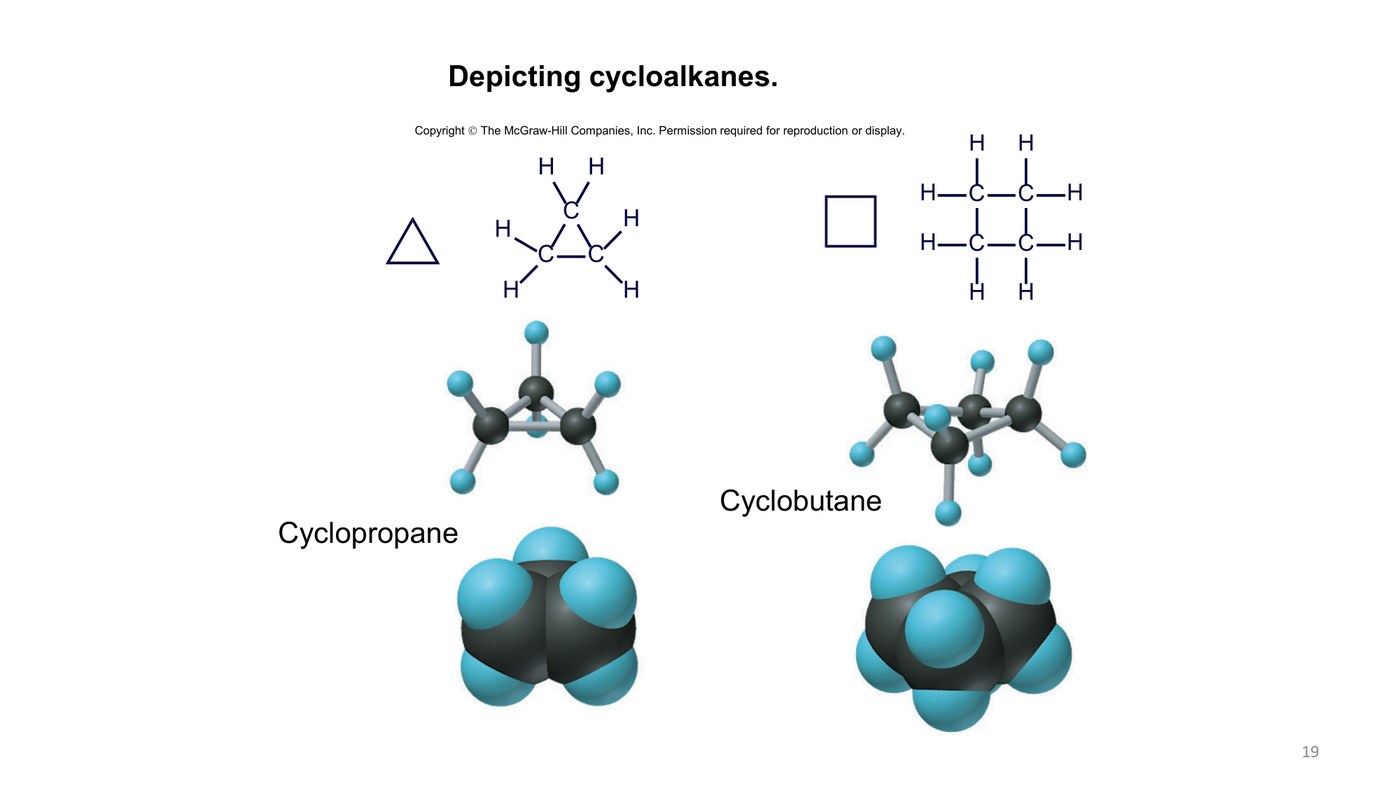 Depicting cycloalkanes.
Copyright © The McGraw-Hill Companies, Inc. Permission required for reproduction or display.
H H
H C H
C C
H H
H H
H C C H
H C C H
H H
Cyclobutane
Cyclopropane
19